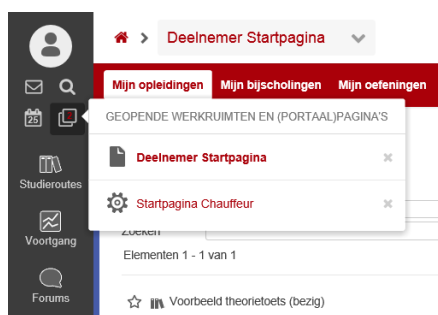 Deelnemer Startpagina
Mijn opleidingen Mijn bijscholingen Mijn oefeningen
25
GEOPENDE WERKRUIMTEN EN (PORTAAL)PAGINA'S
Deelnemer Startpagina
Startpagina Chauffeur
Studieroutes
Voortgang
Forums
Zoeken
Elementen 1 - 1 van 1
Voorbeeld theorietoets (bezig)